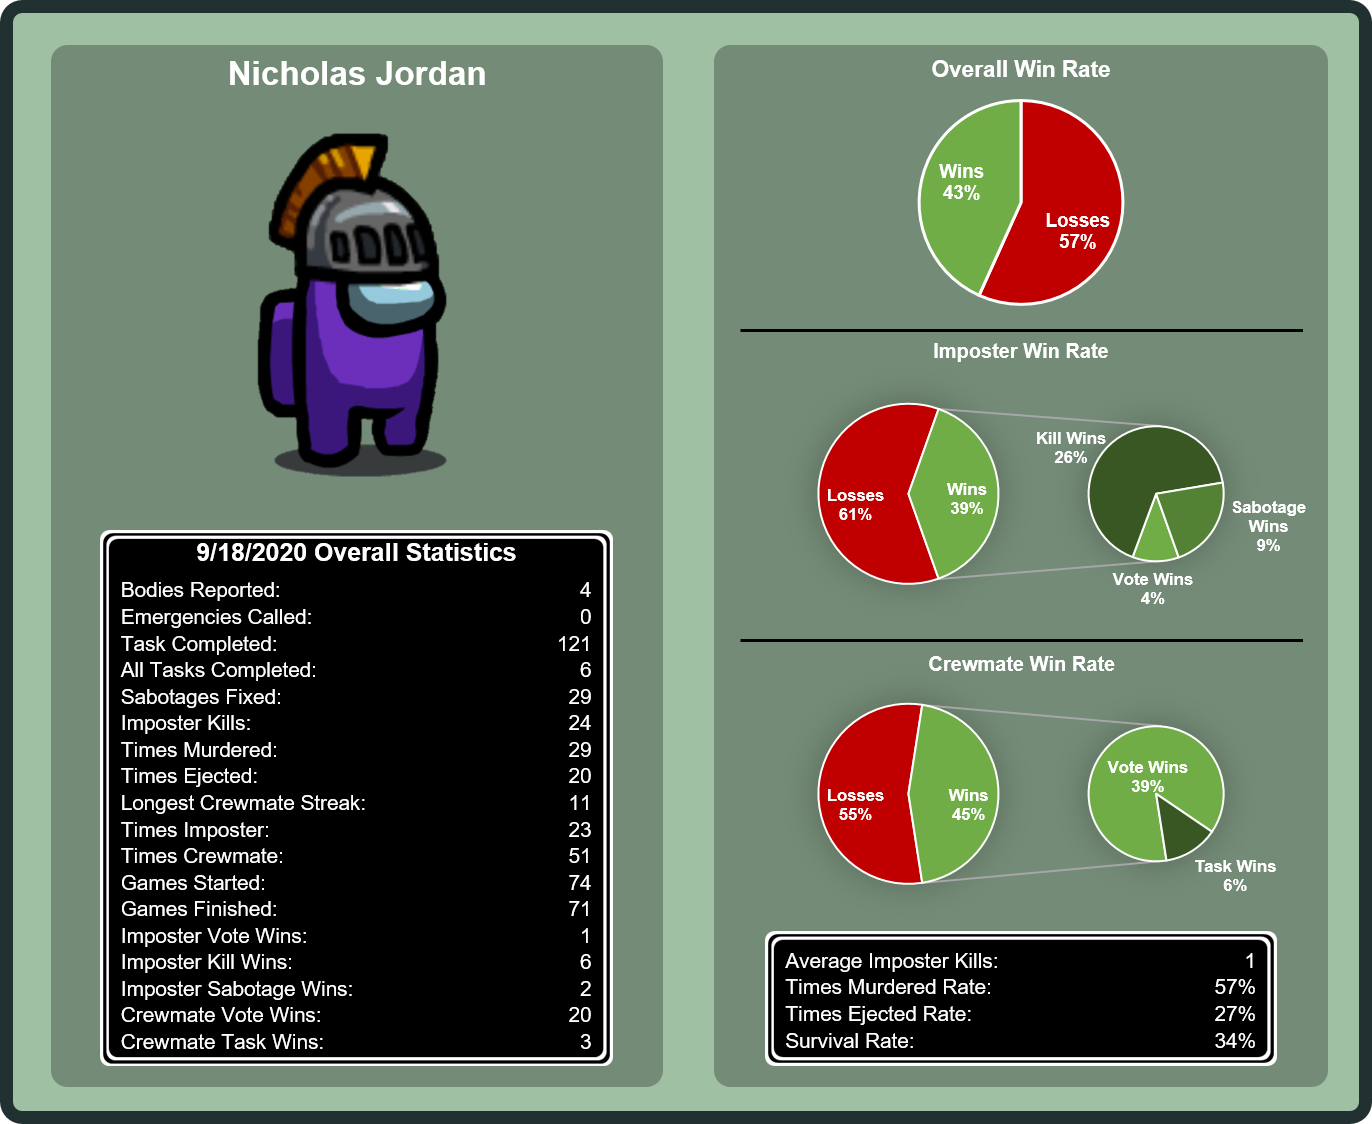 Nicholas Jordan
9/18/2020 Overall Statistics
Bodies Reported: 4
Emergencies Called: 0
Task Completed: 121
All Tasks Completed: 6
Sabotages Fixed: 29
Imposter Kills: 24
Times Murdered: 29
Times Ejected: 20
Longest Crewmate Streak: 11
Times Imposter: 23
Times Crewmate: 51
Games Started: 74
Games Finished: 71
Imposter Vote Wins: 1
Imposter Kill Wins: 6
Imposter Sabotage Wins: 2
Crewmate Vote Wins: 20
Crewmate Task Wins: 3
Overall Win Rate
Wins
43%
Losses
57%
Imposter Win Rate
Losses
61%
Wins
39%
Kill Wins
26%
Sabotage
Wins
9%
Vote Wins
4%
Crewmate Win Rate
Losses
55%
Wins
45%
Vote Wins
39%
Task Wins
6%
Average Imposter Kills: 1
Times Murdered Rate: 57%
Times Ejected Rate: 27%
Survival Rate: 34%